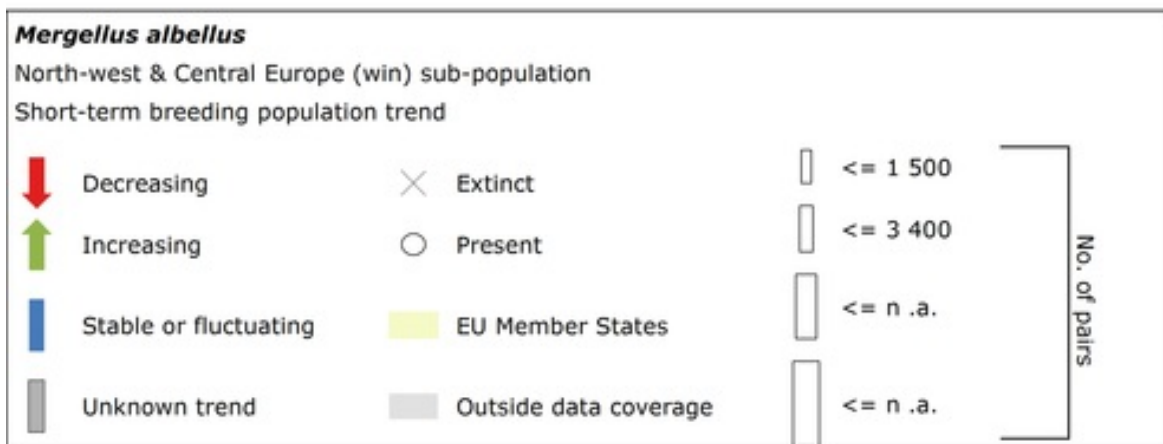 Mergellus albellus
North-west & Central Europe (win) sub-population
Short-term breeding population trend
Decreasing
Increasing
Stable or fluctuating
Unknown trend
Extinct
Present
EU Member States
Outside data coverage
<= 1 500
<= 3 400
<= n .a.
<= n .a.
No. of pairs